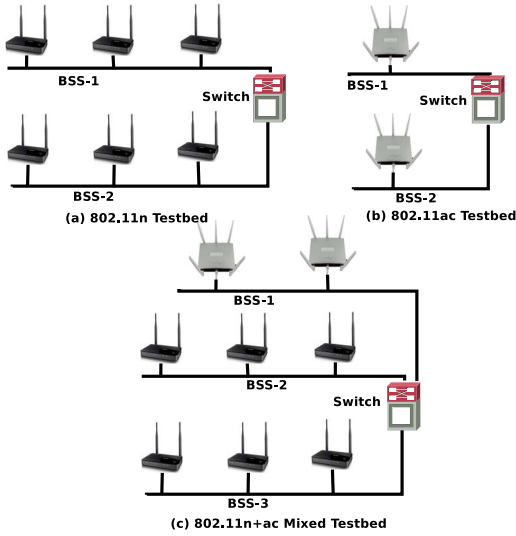 BSS-1
Switch
BSS-2
(a) 802.11n Testbed
BSS-1
Switch
BSS-2
(b) 802.11ac Testbed
BSS-1
BSS-2
Switch
BSS-3
(c) 802.11n+ac Mixed Testbed